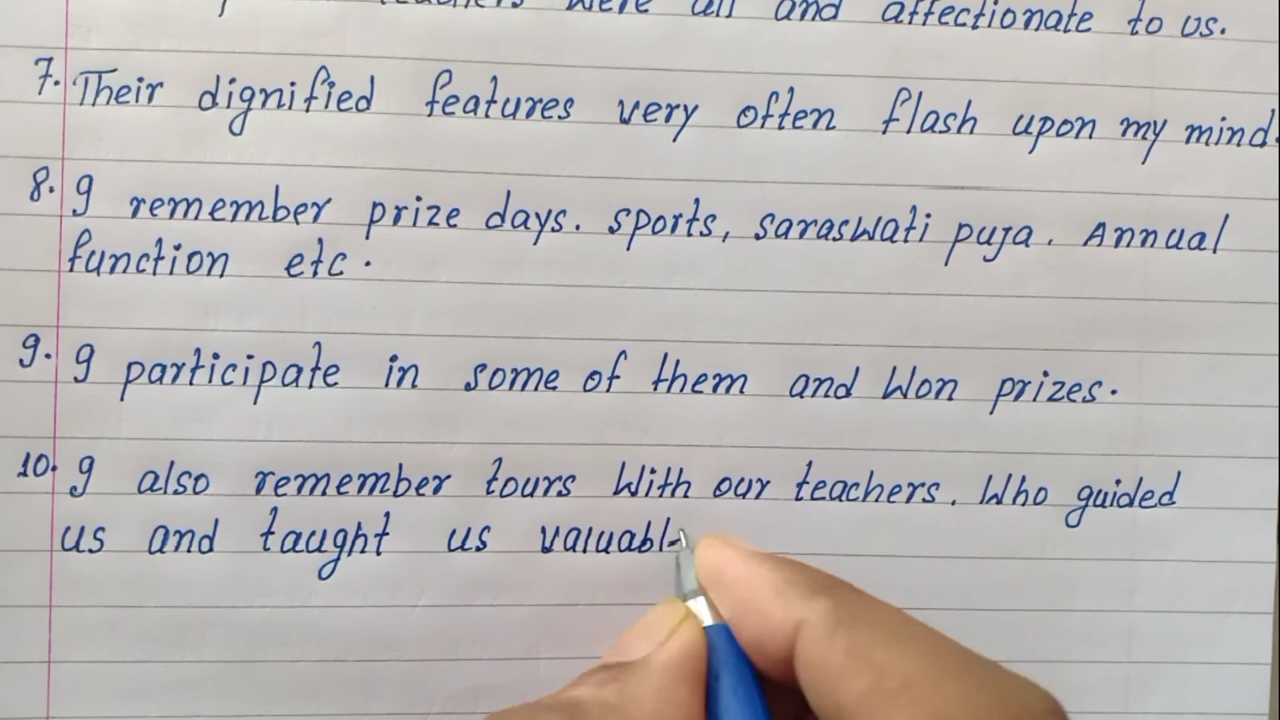 teachers were all and affectionate to us.
7. Their dignified features very often flash upon my mind.
8. I remember prize days. sports, saraswati puja. Annual
function etc.
9. I participate in some of them and Won prizes.
10. I also remember tours With our teachers. Who guided
us and taught us valuabl